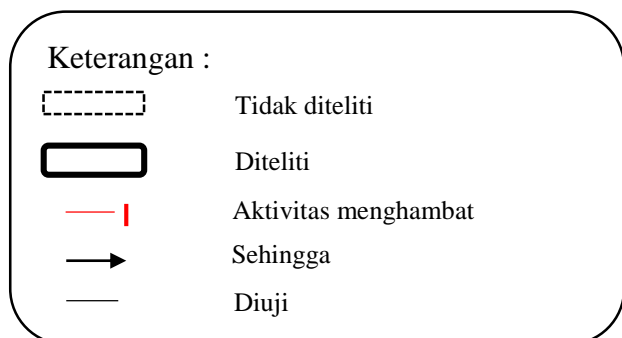 Keterangan :
Tidak diteliti
Diteliti
Aktivitas menghambat
Sehingga
Diuji